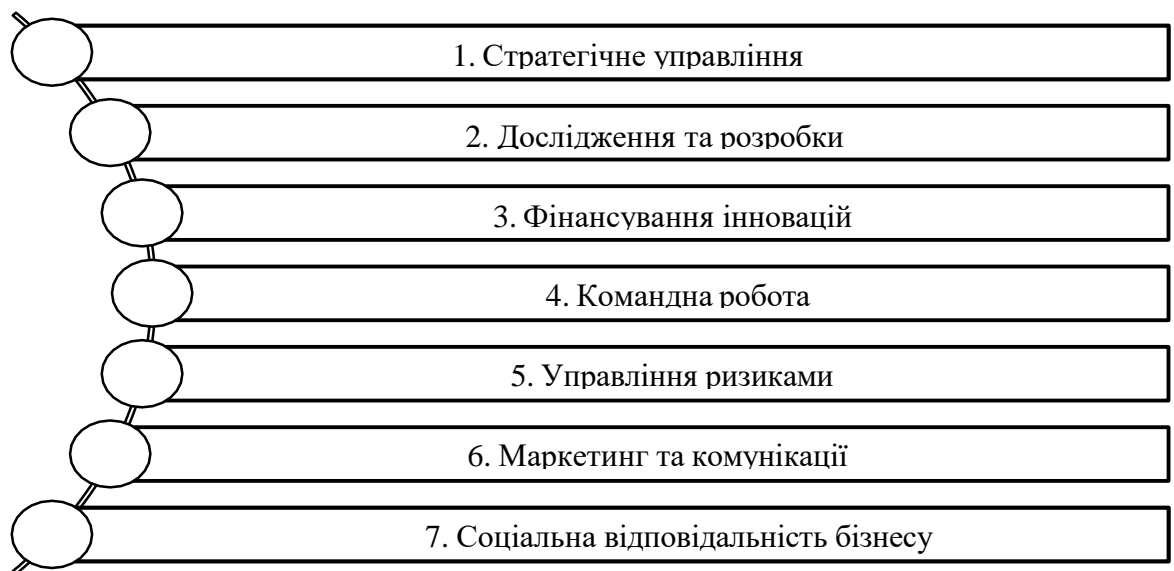 1. Стратегічне управління
2. Дослідження та розробки
3. Фінансування інновацій
4. Командна робота
5. Управління ризиками
6. Маркетинг та комунікації
7. Соціальна відповідальність бізнесу